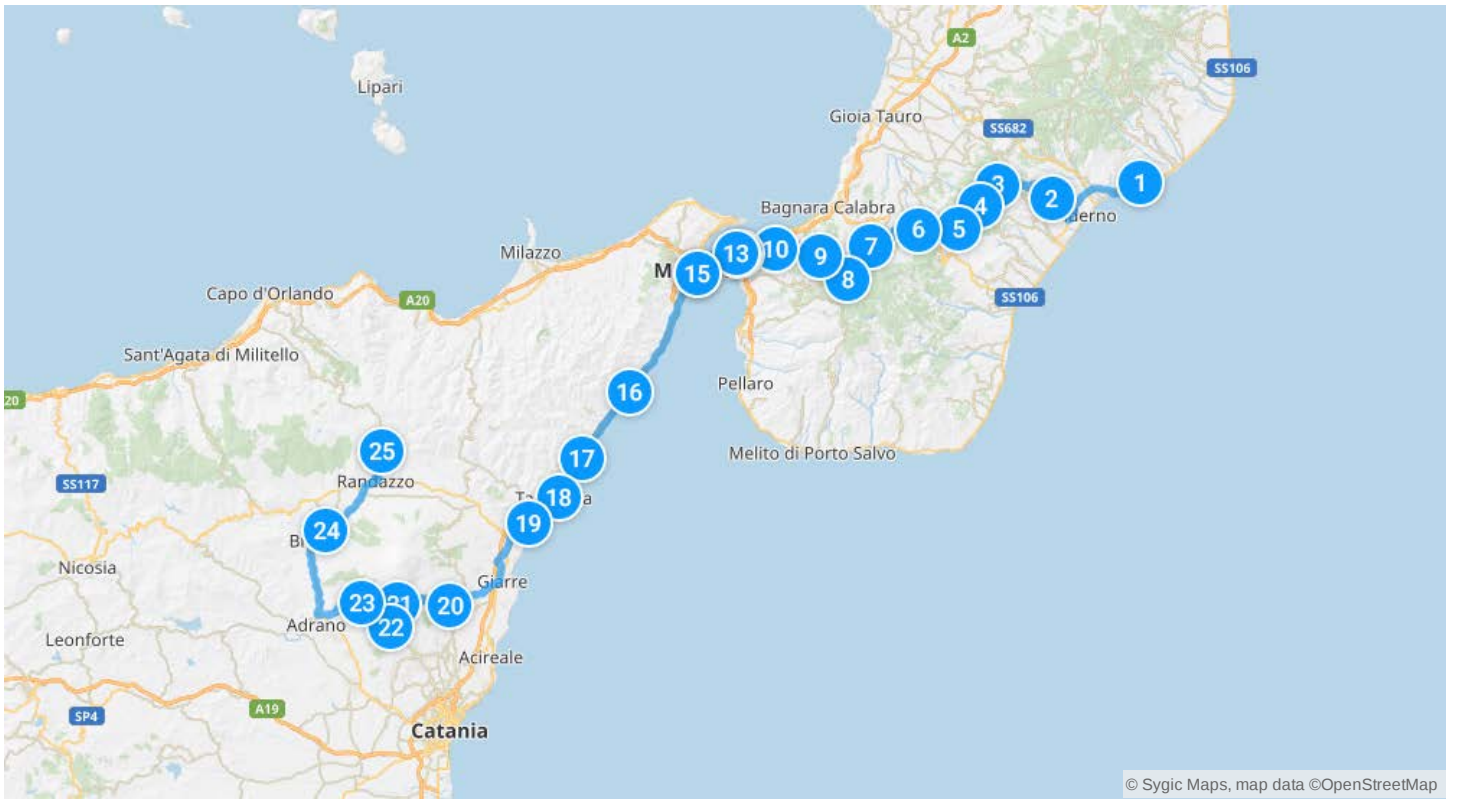 A2
SS106
Lipari
Gioia Tauro
SS682
3
1
2
Bagnara Calabra
4
derno
6
5
Milazzo
13
10
9
7
M
15
8
Capo d'Orlando
A20
SS106
Sant'Agata di Militello
Pellaro
16
20
25
Melito di Porto Salvo
17
SS117
Randazzo
Ta
18
a
19
24
B
Nicosia
Giarre
23
21
20
Adrano
22
Leonforte
Acireale
A19
SP4
Catania
© Sygic Maps, map data ©OpenStreetMap